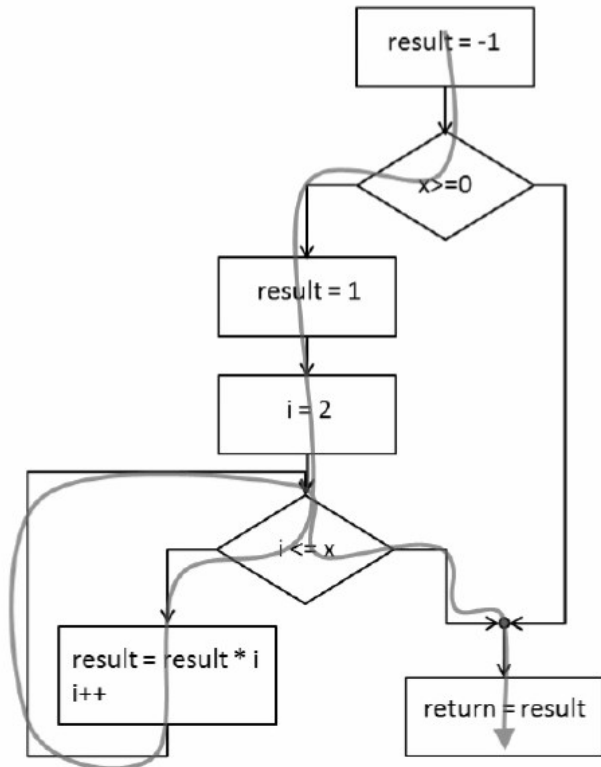 result = -1
x>=0
result = 1
i = 2
i <= x
result = result * i
i++
return = result